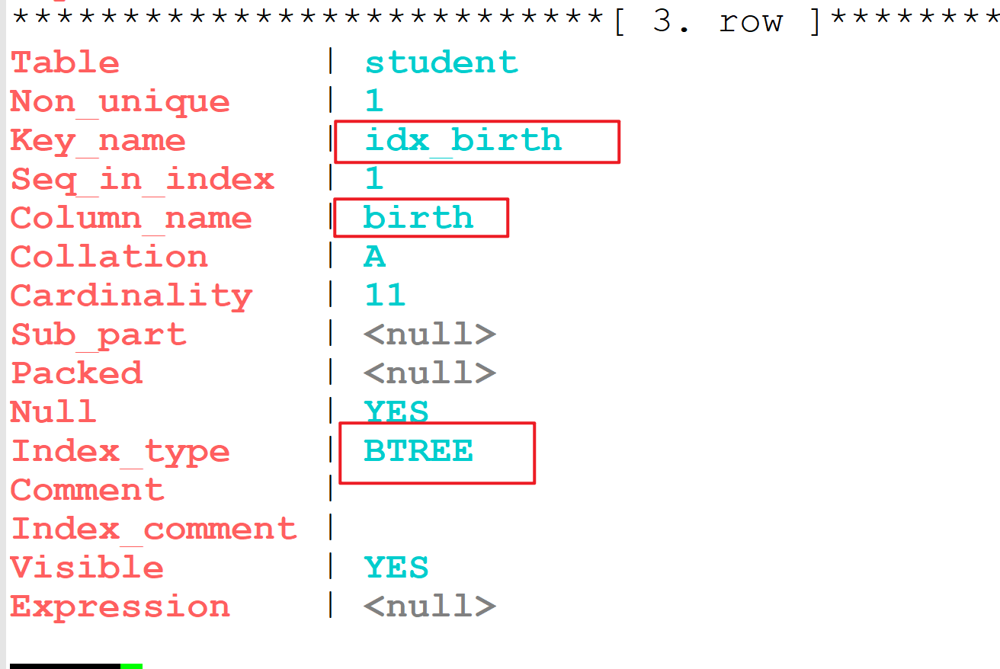 ***************************[ 3. row ]********
Table | student
Non_unique | 1
Key_name | idx_birth
Seq_in_index | 1
Column_name | birth
Collation | A
Cardinality | 11
Sub_part | <null>
Packed | <null>
Null | YES
Index_type | BTREE
Comment |
Index_comment |
Visible | YES
Expression | <null>